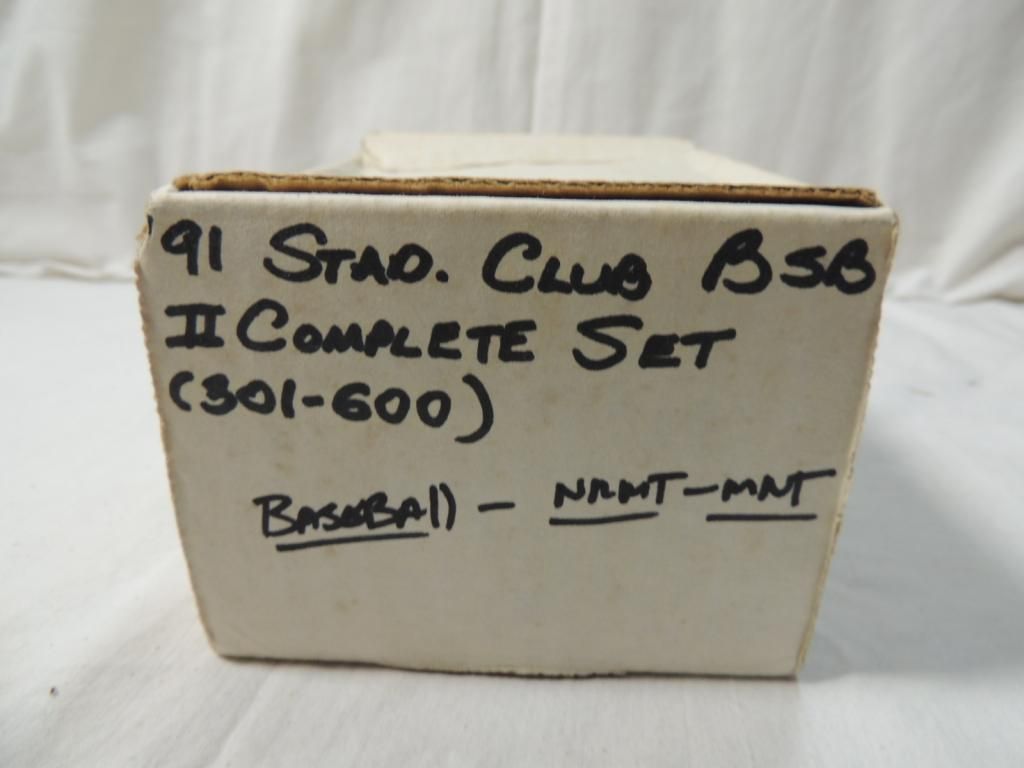 '91 STAD. CLUB BSB
II COMPLETE SET
(301-600)
BASEBAll - NRMT-MNT